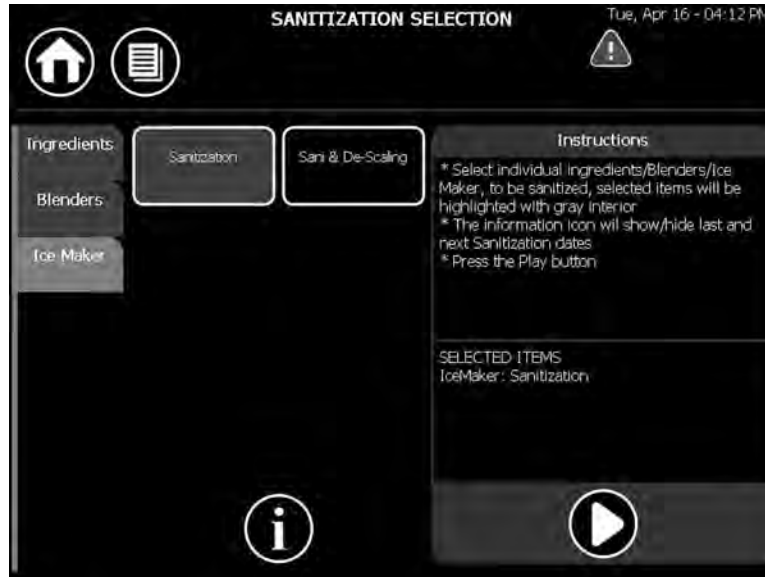 SANITIZATION SELECTION
Tue, Apr 16 - 04:12 PM
Ingredients
Blenders
Ice Maker
Sanitization
Sani & De-Scaling
Instructions
* Select individual ingredients/Blenders/Ice
Maker, to be sanitized, selected items will be
highlighted with gray interior
* The information icon wil show/hide last and
next Sanitization dates
* Press the Play button
SELECTED ITEMS
IceMaker: Sanitization